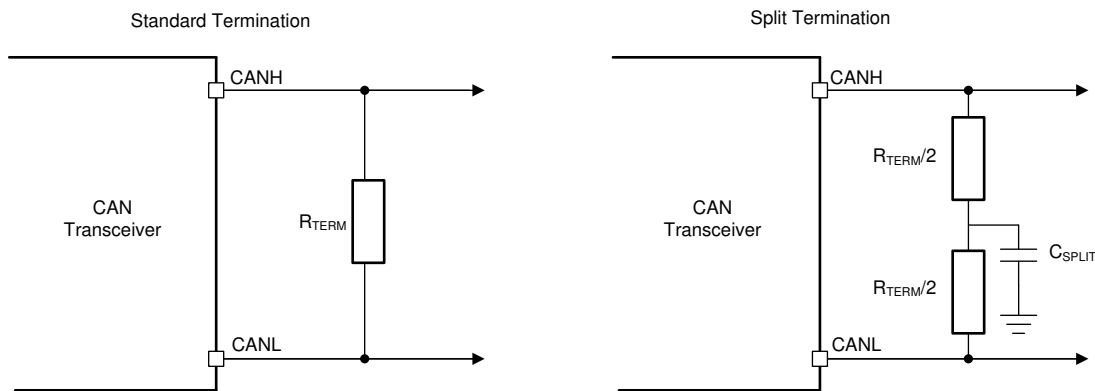 Standard Termination
CANH
CAN
Transceiver
RTERM
CANL
Split Termination
CANH
RTERM/2
CAN
Transceiver
CSPLIT
RTERM/2
CANL